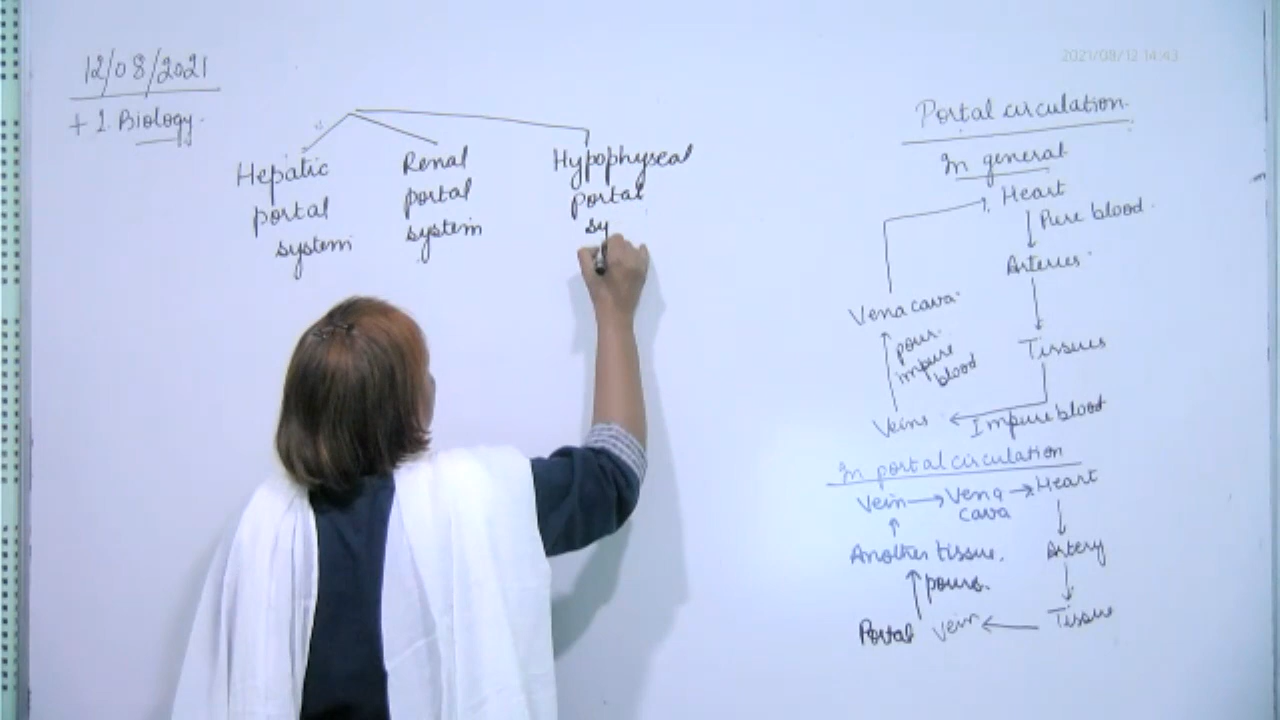 2021/08/12 14:43
12/08/2021
+1 Biology.
Hepatic
portal
system
Renal
portal
system
Hypophyseal
portal
sy
Portal circulation.
In general
Heart
Pure blood.
Arteries.
Tissues
Impure blood
Veins
pour
impure
blood
Vena cava.
In portal circulation
Vein → Vena cava → Heart
Artery
Tissue
Portal vein
pours.
Another tissue.